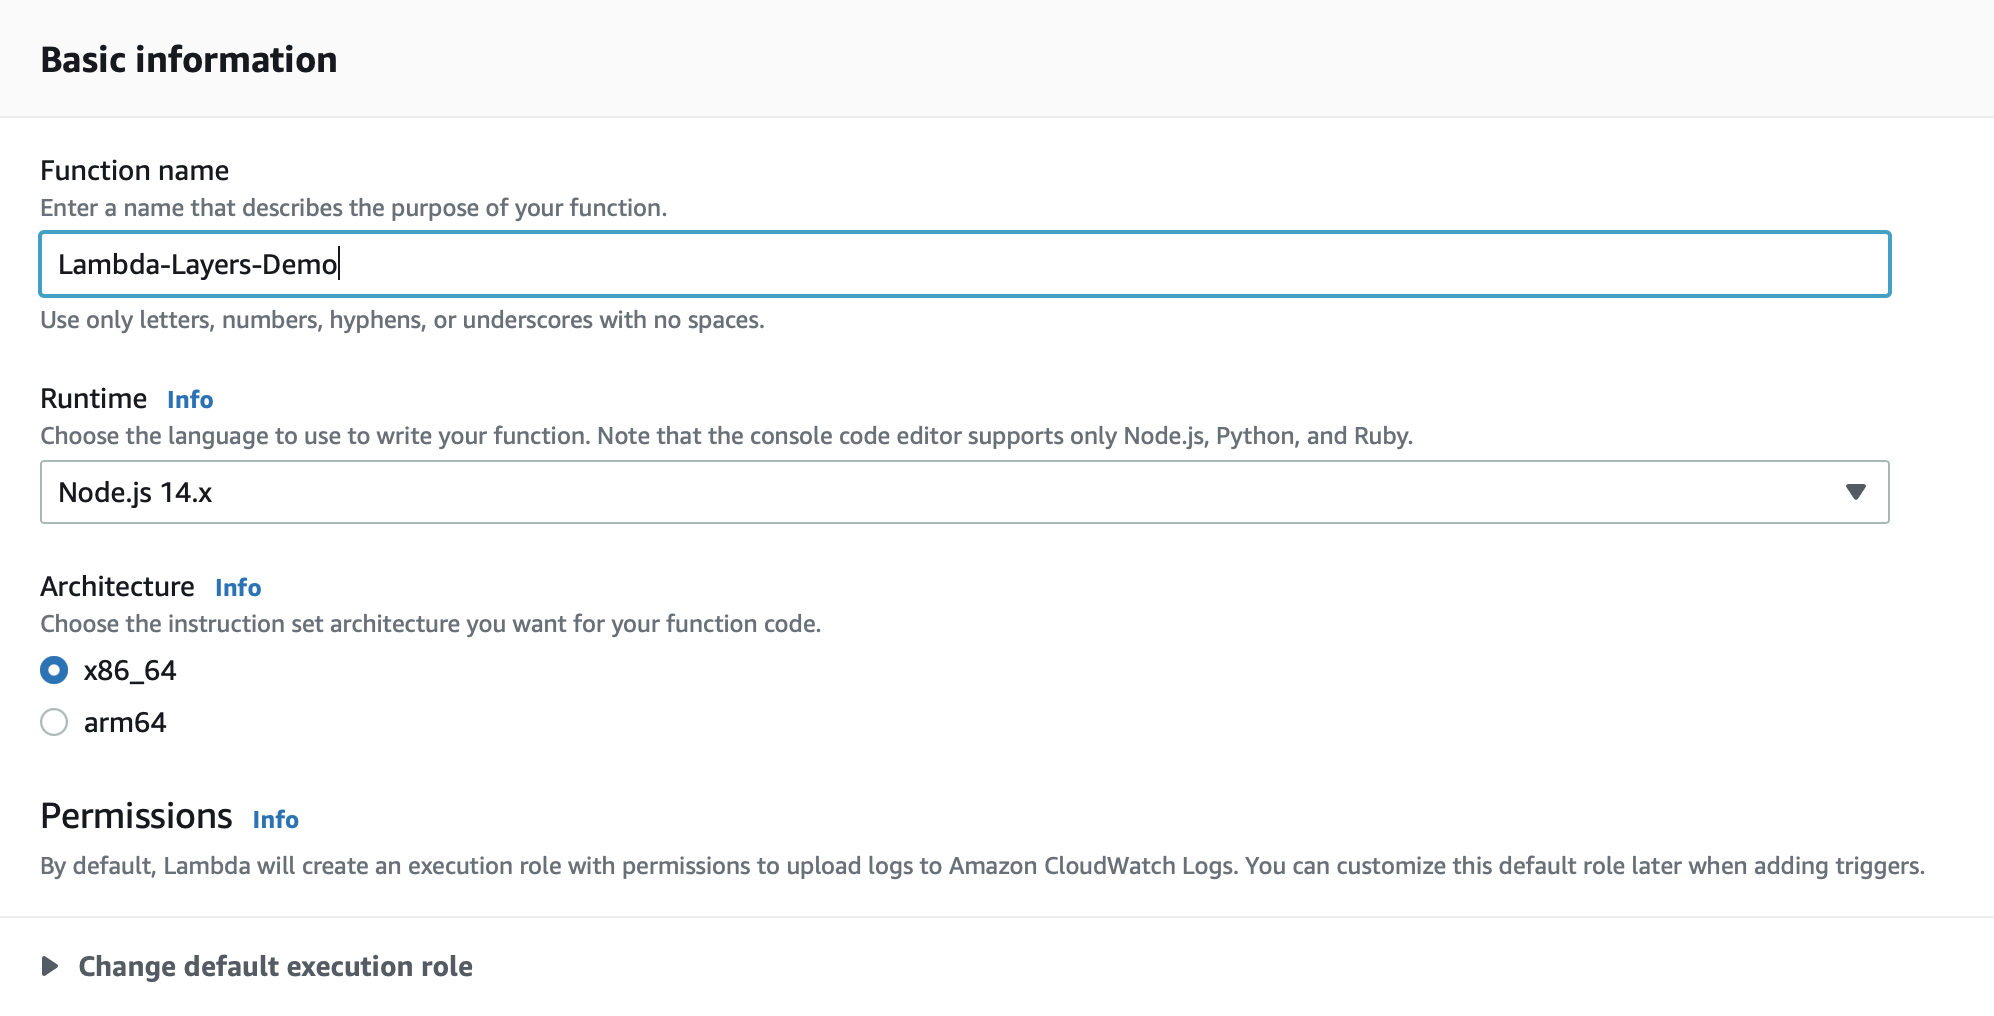 Basic information
Function name
Enter a name that describes the purpose of your function.
Lambda-Layers-Demo
Use only letters, numbers, hyphens, or underscores with no spaces.
Runtime Info
Choose the language to use to write your function. Note that the console code editor supports only Node.js, Python, and Ruby.
Node.js 14.x
Architecture Info
Choose the instruction set architecture you want for your function code.
x86_64
arm64
Permissions Info
By default, Lambda will create an execution role with permissions to upload logs to Amazon CloudWatch Logs. You can customize this default role later when adding triggers.
Change default execution role